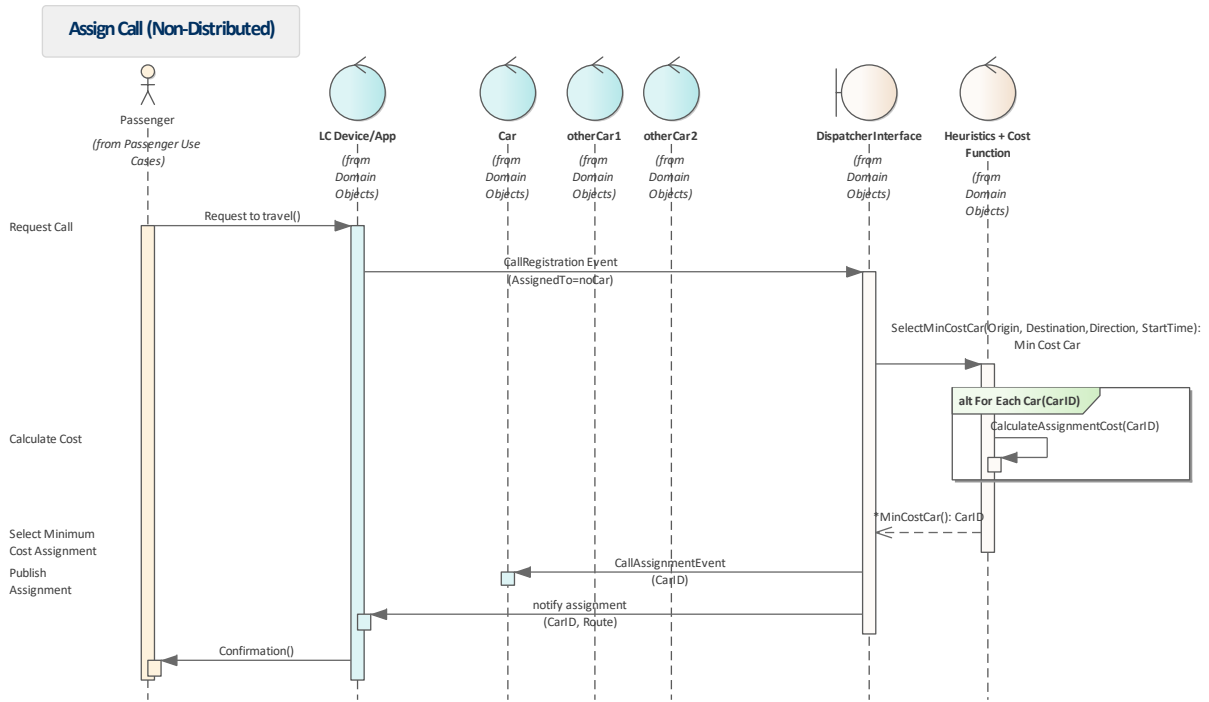 Assign Call (Non-Distributed)
Passenger
(from Passenger Use
Cases)
LC Device/App
(from
Domain
Objects)
Car
(from
Domain
Objects)
otherCar1
(from
Domain
Objects)
otherCar2
(from
Domain
Objects)
DispatcherInterface
(from
Domain
Objects)
Heuristics + Cost
Function
(from
Domain
Objects)
Request Call
Request to travel()
CallRegistration Event
(AssignedTo=noCar)
SelectMinCostCar(Origin, Destination,Direction, StartTime):
Min Cost Car
alt For Each Car(CarID)
CalculateAssignmentCost(CarID)
Calculate Cost
*MinCostCar(): CarID
Select Minimum
Cost Assignment
Publish
Assignment
CallAssignmentEvent
(CarID)
notify assignment
(CarID, Route)
Confirmation()